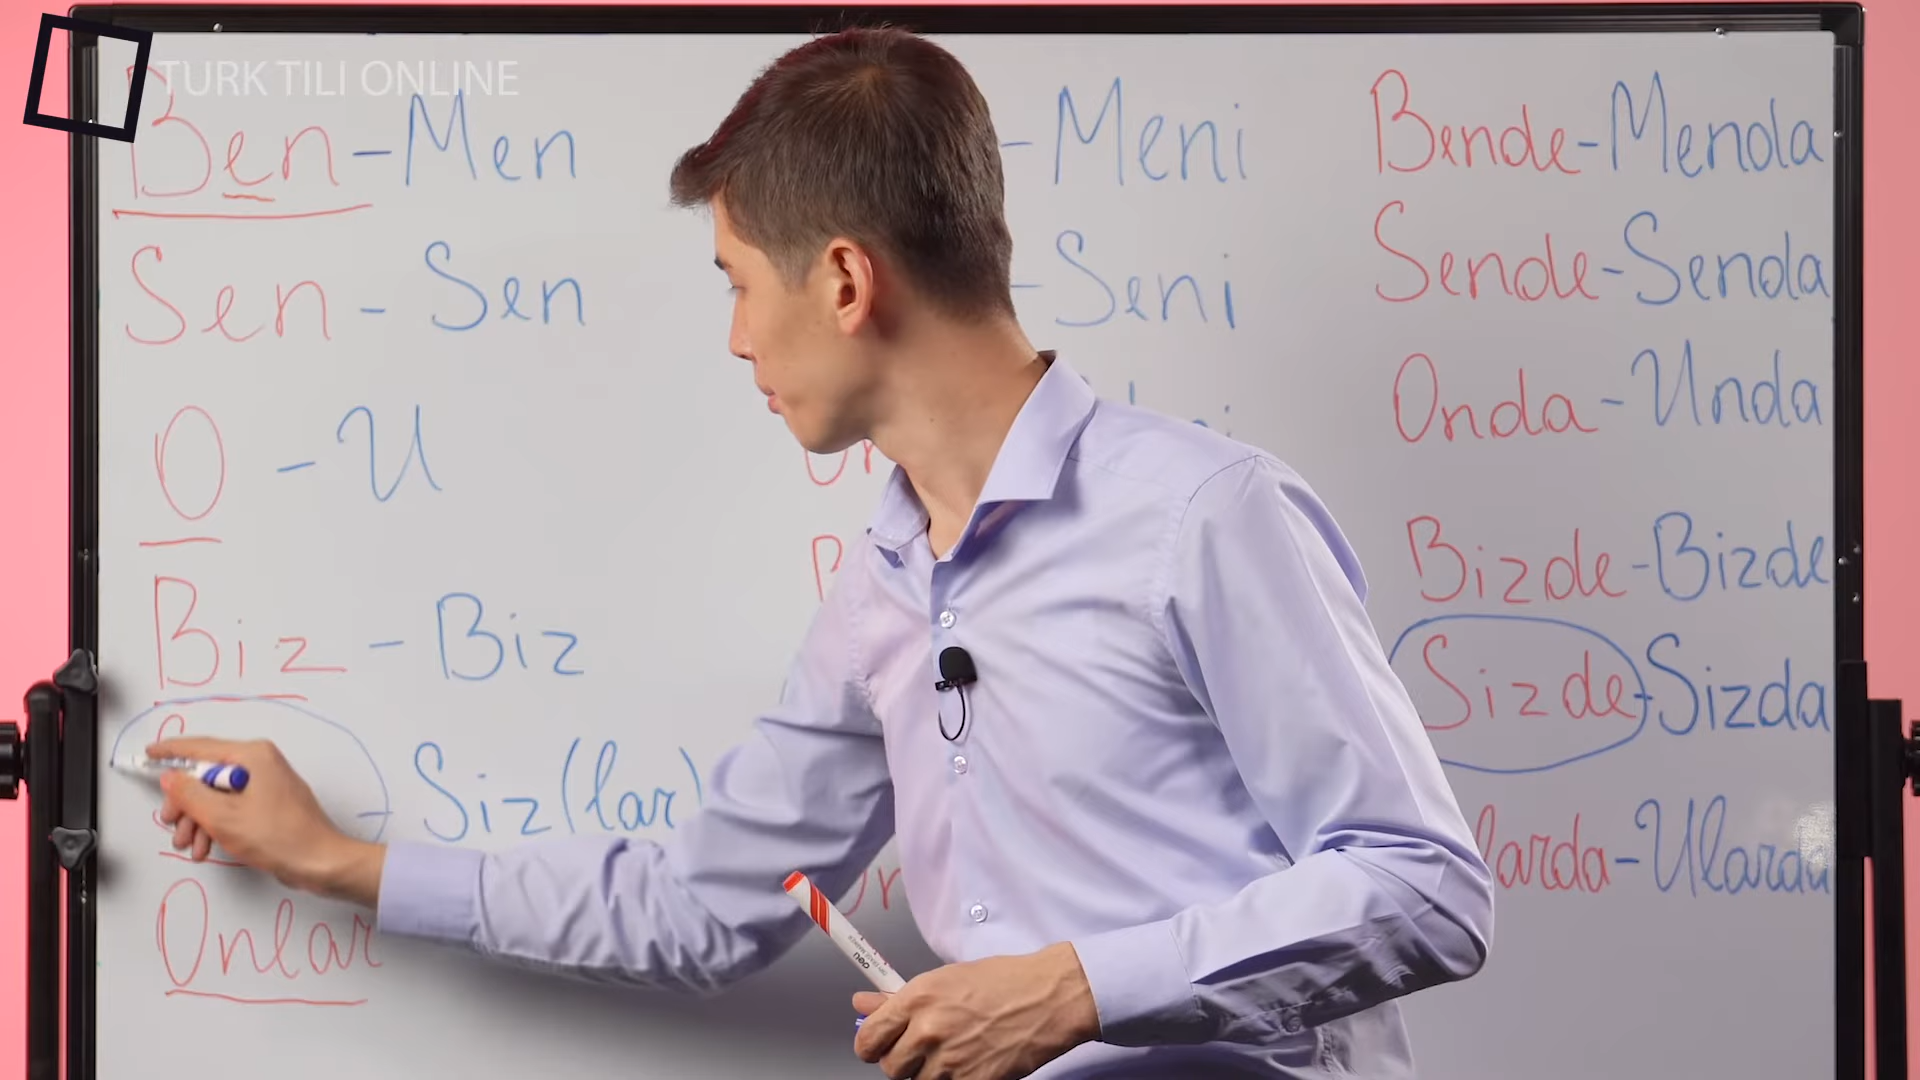 TURK TILI ONLINE
Ben - Men
- Meni
Bende - Menda
Sen - Sen
- Seni
Sende - Senda
O - U
Onda - Unda
Biz - Biz
Bizde - Bizde
- Siz(lar)
Sizde - Sizda
Onlar
larda - Ularda